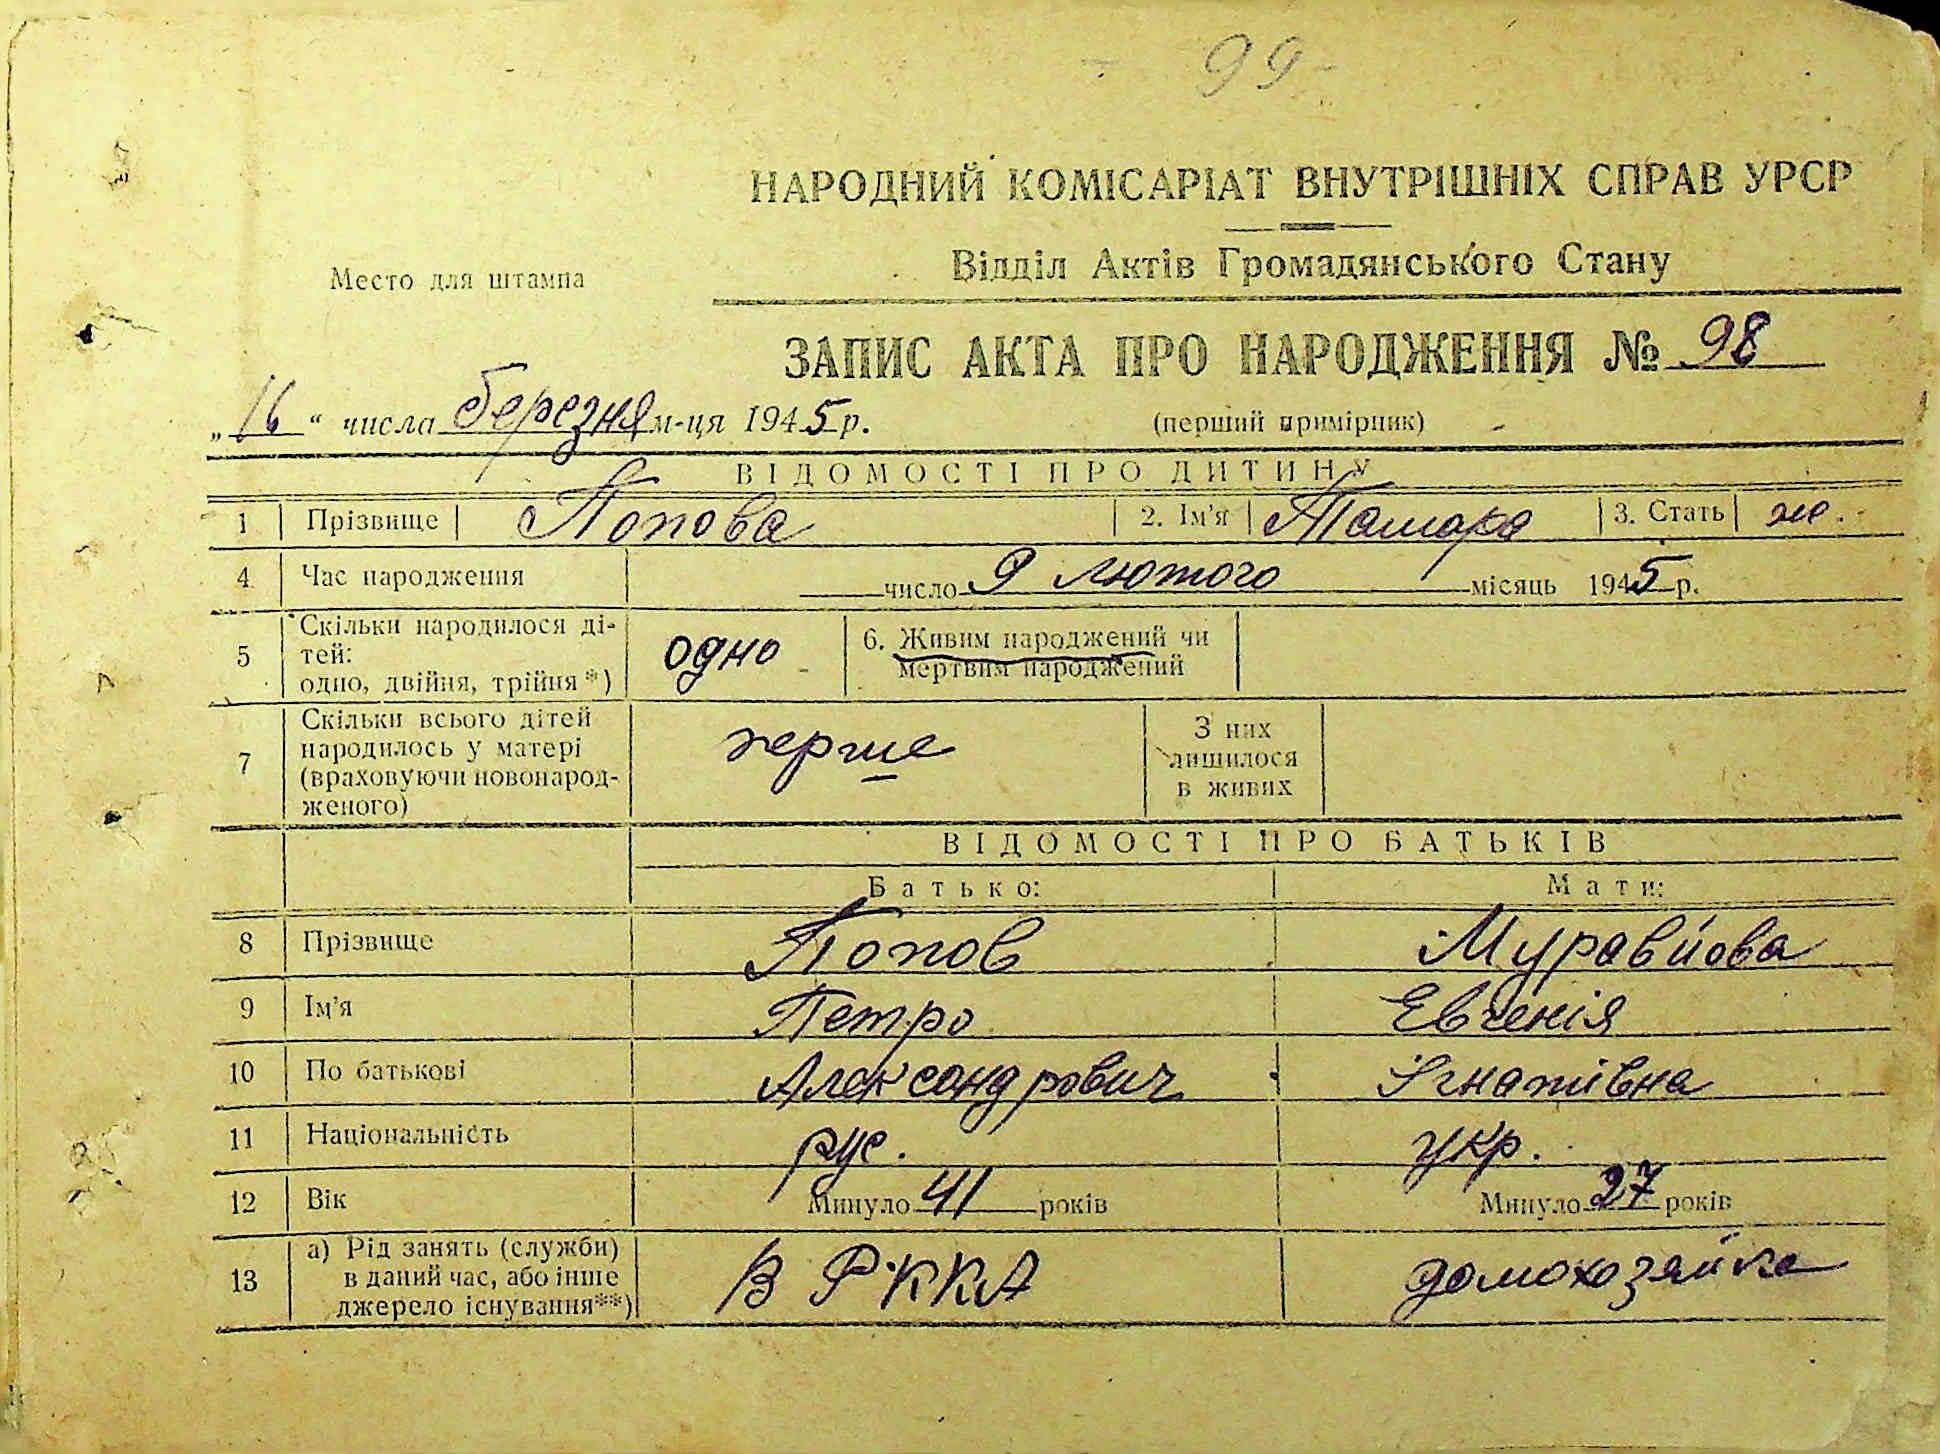 - 99 -
НАРОДНИЙ КОМІСАРІАТ ВНУТРІШНІХ СПРАВ УРСР
Відділ Актів Громадянського Стану
Место для штампа
ЗАПИС АКТА ПРО НАРОДЖЕННЯ № 98
„16“ числа березня м-ця 1945 р. (перший примірник)
ВІДОМОСТІ ПРО ДИТИНУ
1 Прізвище Попова 2. Ім'я Тамара 3. Стать ж.
4 Час народження число 9 лютого місяць 1945 р.
5 Скільки народилося ді-
тей:
одно, двійня, трійня*) одно 6. Живим народжений чи
мертвим народжений
7 Скільки всього дітей
народилось у матері
(враховуючи новонарод-
женого) перше З них
лишилося
в живих
ВІДОМОСТІ ПРО БАТЬКІВ
Батько: Мати:
8 Прізвище Попов Муравйова
9 Ім'я Петро Евгенія
10 По батькові Александрович Ігнатівна
11 Національність рус. укр.
12 Вік Минуло 41 років Минуло 27 років
13 а) Рід занять (служби)
в даний час, або інше
джерело існування**) В РККА домохозяйка